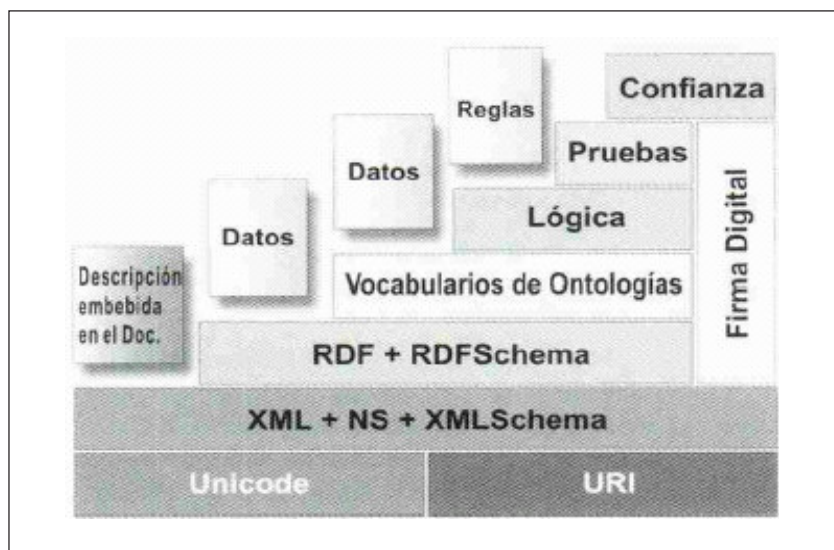 Confianza
Reglas
Pruebas
Datos
Lógica
Firma Digital
Datos
Vocabularios de Ontologías
Descripción
embebida
en el Doc.
RDF + RDFSchema
XML + NS + XMLSchema
Unicode
URI